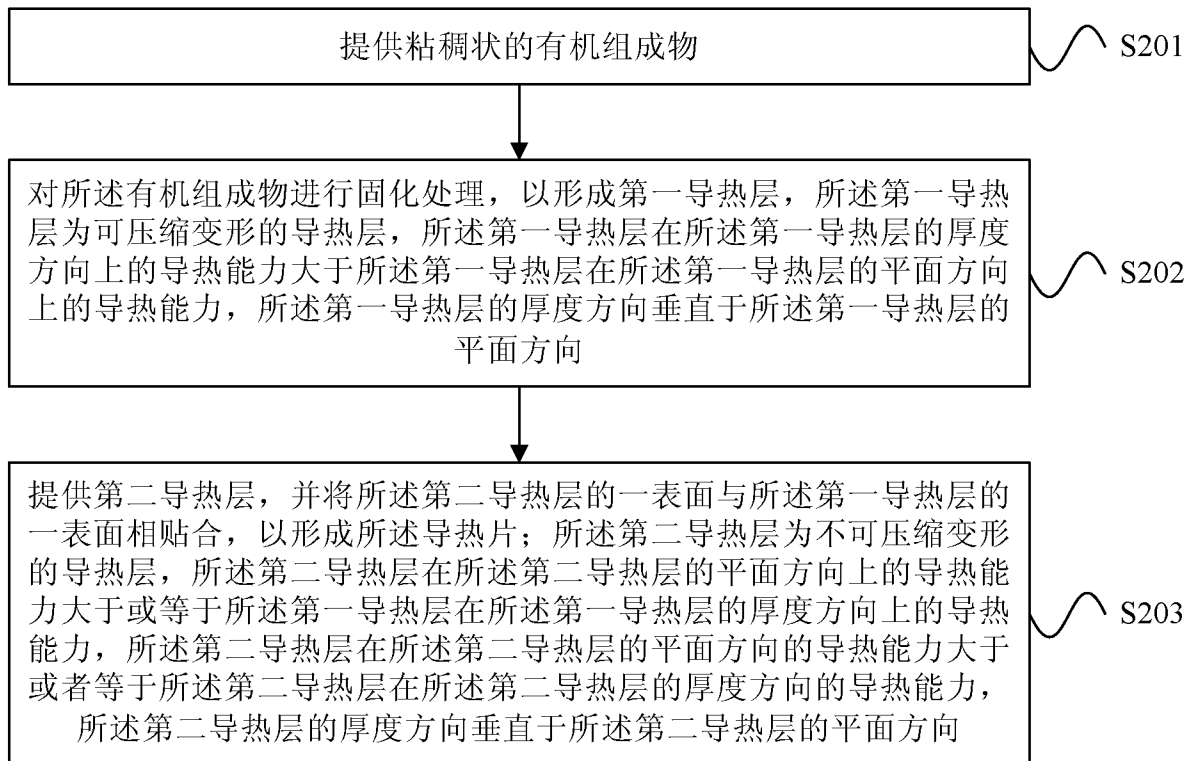 提供粘稠状的有机组成物
S201
对所述有机组成物进行固化处理，以形成第一导热层，所述第一导热
层为可压缩变形的导热层，所述第一导热层在所述第一导热层的厚度
方向上的导热能力大于所述第一导热层在所述第一导热层的平面方向
上的导热能力，所述第一导热层的厚度方向垂直于所述第一导热层的
平面方向
S202
提供第二导热层，并将所述第二导热层的一表面与所述第一导热层的
一表面相贴合，以形成所述导热片；所述第二导热层为不可压缩变形
的导热层，所述第二导热层在所述第二导热层的平面方向上的导热能
力大于或等于所述第一导热层在所述第一导热层的厚度方向上的导热
能力，所述第二导热层在所述第二导热层的平面方向的导热能力大于
或者等于所述第二导热层在所述第二导热层的厚度方向的导热能力，
所述第二导热层的厚度方向垂直于所述第二导热层的平面方向
S203